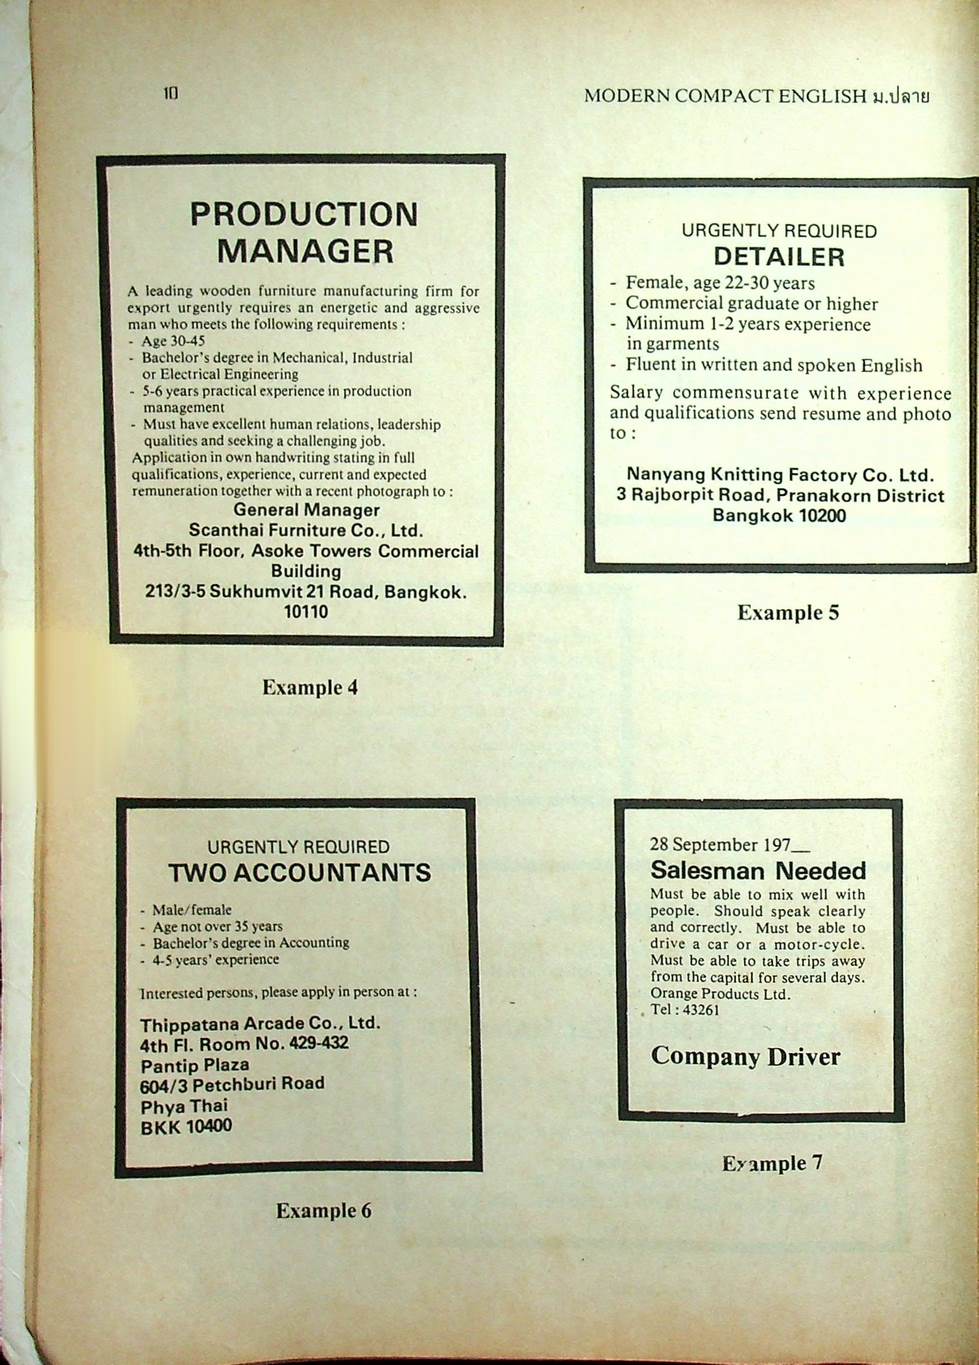 10
MODERN COMPACT ENGLISH ม.ปลาย
PRODUCTION
MANAGER
A leading wooden furniture manufacturing firm for
export urgently requires an energetic and aggressive
man who meets the following requirements :
- Age 30-45
- Bachelor's degree in Mechanical, Industrial
or Electrical Engineering
- 5-6 years practical experience in production
management
- Must have excellent human relations, leadership
qualities and seeking a challenging job.
Application in own handwriting stating in full
qualifications, experience, current and expected
remuneration together with a recent photograph to :
General Manager
Scanthai Furniture Co., Ltd.
4th-5th Floor, Asoke Towers Commercial
Building
213/3-5 Sukhumvit 21 Road, Bangkok.
10110
Example 4
URGENTLY REQUIRED
DETAILER
- Female, age 22-30 years
- Commercial graduate or higher
- Minimum 1-2 years experience
in garments
- Fluent in written and spoken English
Salary commensurate with experience
and qualifications send resume and photo
to :
Nanyang Knitting Factory Co. Ltd.
3 Rajborpit Road, Pranakorn District
Bangkok 10200
Example 5
URGENTLY REQUIRED
TWO ACCOUNTANTS
- Male/female
- Age not over 35 years
- Bachelor's degree in Accounting
- 4-5 years' experience
Interested persons, please apply in person at :
Thippatana Arcade Co., Ltd.
4th Fl. Room No. 429-432
Pantip Plaza
604/3 Petchburi Road
Phya Thai
BKK 10400
Example 6
28 September 197__
Salesman Needed
Must be able to mix well with
people. Should speak clearly
and correctly. Must be able to
drive a car or a motor-cycle.
Must be able to take trips away
from the capital for several days.
Orange Products Ltd.
Tel : 43261
Company Driver
Example 7